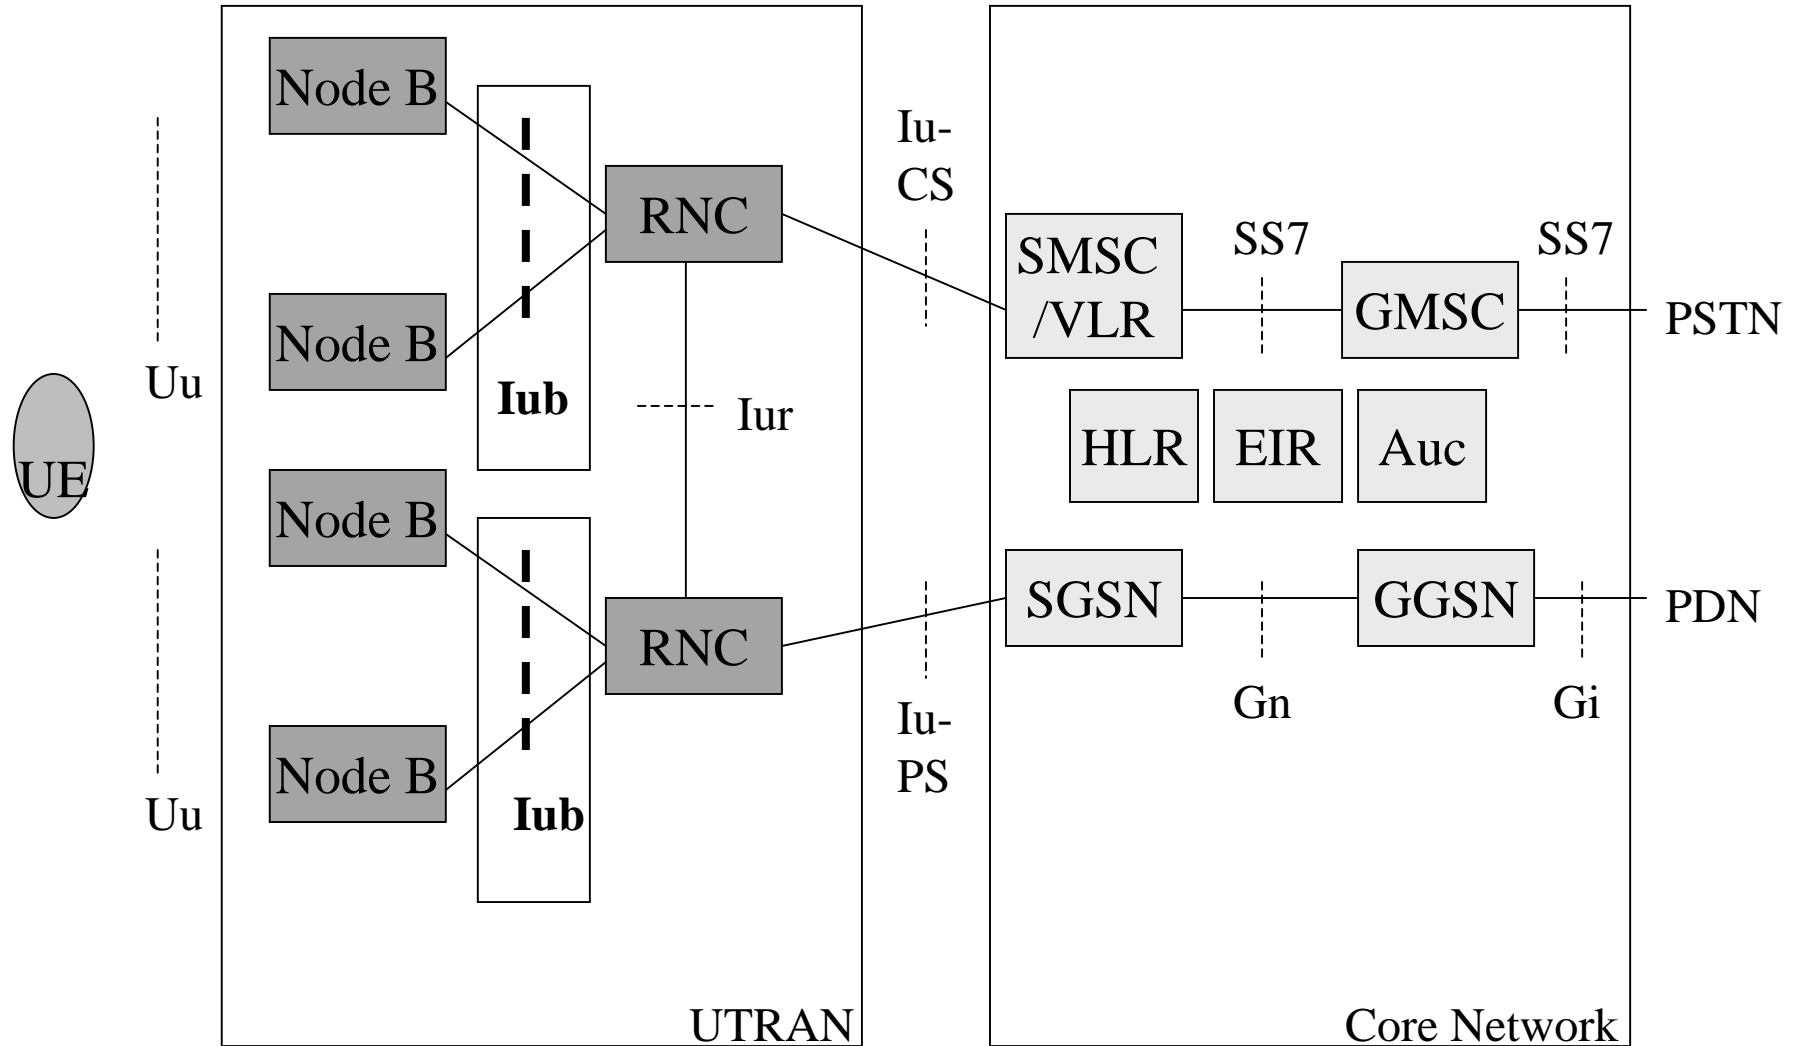 Node B
Iu-
CS
RNC
SMSC
/VLR
SS7
SS7
GMSC
PSTN
Node B
Uu
Iub
Iur
HLR
EIR
Auc
UE
Node B
SGSN
GGSN
PDN
RNC
Gn
Gi
Iu-
PS
Node B
Uu
Iub
UTRAN
Core Network